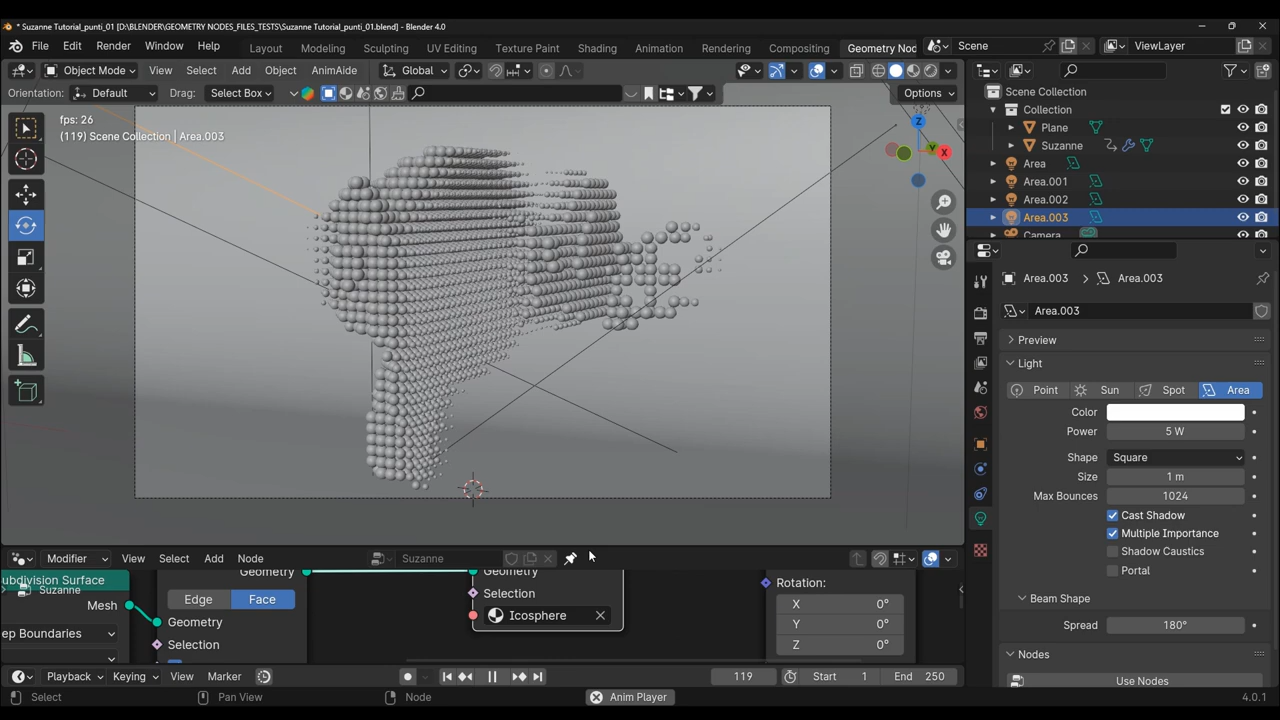 * Suzanne Tutorial_punti_01 [D:\BLENDER\GEOMETRY NODES_FILES_TESTS\Suzanne Tutorial_punti_01.blend] - Blender 4.0
File Edit Render Window Help Layout Modeling Sculpting UV Editing Texture Paint Shading Animation Rendering Compositing Geometry Nod Scene ViewLayer
Object Mode View Select Add Object AnimAide Global
Orientation: Default Drag: Select Box Options
fps: 26
(119) Scene Collection | Area.003
Z
Y
X
Scene Collection
Collection
Plane
Suzanne
Area
Area.001
Area.002
Area.003
Camera
Area.003 > Area.003
Area.003
Preview
Light
Point Sun Spot Area
Color
Power 5 W
Shape Square
Size 1 m
Max Bounces 1024
Cast Shadow
Multiple Importance
Shadow Caustics
Portal
Beam Shape
Spread 180°
Nodes
Use Nodes
Modifier View Select Add Node Suzanne
ubdivision Surface
Suzanne
Mesh
ep Boundaries
Geometry
Edge Face
Geometry
Selection
Geometry
Selection
Icosphere
Rotation:
X 0°
Y 0°
Z 0°
Playback Keying View Marker 119 Start 1 End 250
Select Pan View Node Anim Player 4.0.1